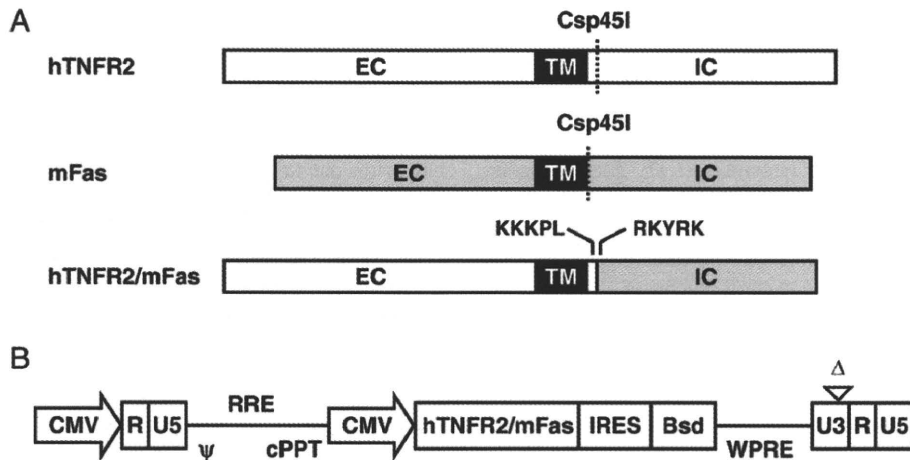 A
Csp45I
hTNFR2 EC TM IC
Csp45I
mFas EC TM IC
KKKPL RKYRK
hTNFR2/mFas EC TM IC
B
Δ
CMV R U5 RRE CMV hTNFR2/mFas IRES Bsd U3 R U5
ψ cPPT WPRE